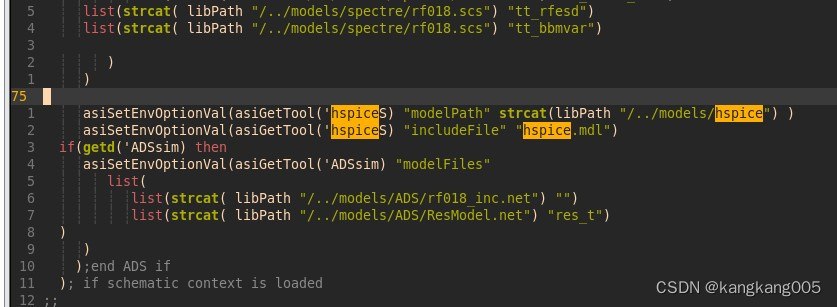 5 list(strcat( libPath "/../models/spectre/rf018.scs") "tt_rfesd")
4 list(strcat( libPath "/../models/spectre/rf018.scs") "tt_bbmvar")
3
2 )
1 )
75
1 asiSetEnvOptionVal(asiGetTool('hspiceS) "modelPath" strcat(libPath "/../models/hspice") )
2 asiSetEnvOptionVal(asiGetTool('hspiceS) "includeFile" "hspice.mdl")
3 if(getd('ADSsim) then
4 asiSetEnvOptionVal(asiGetTool('ADSsim) "modelFiles"
5 list(
6 list(strcat( libPath "/../models/ADS/rf018_inc.net") "")
7 list(strcat( libPath "/../models/ADS/ResModel.net") "res_t")
8 )
9 )
10 );end ADS if
11 ); if schematic context is loaded
12 ;;
CSDN @kangkang005